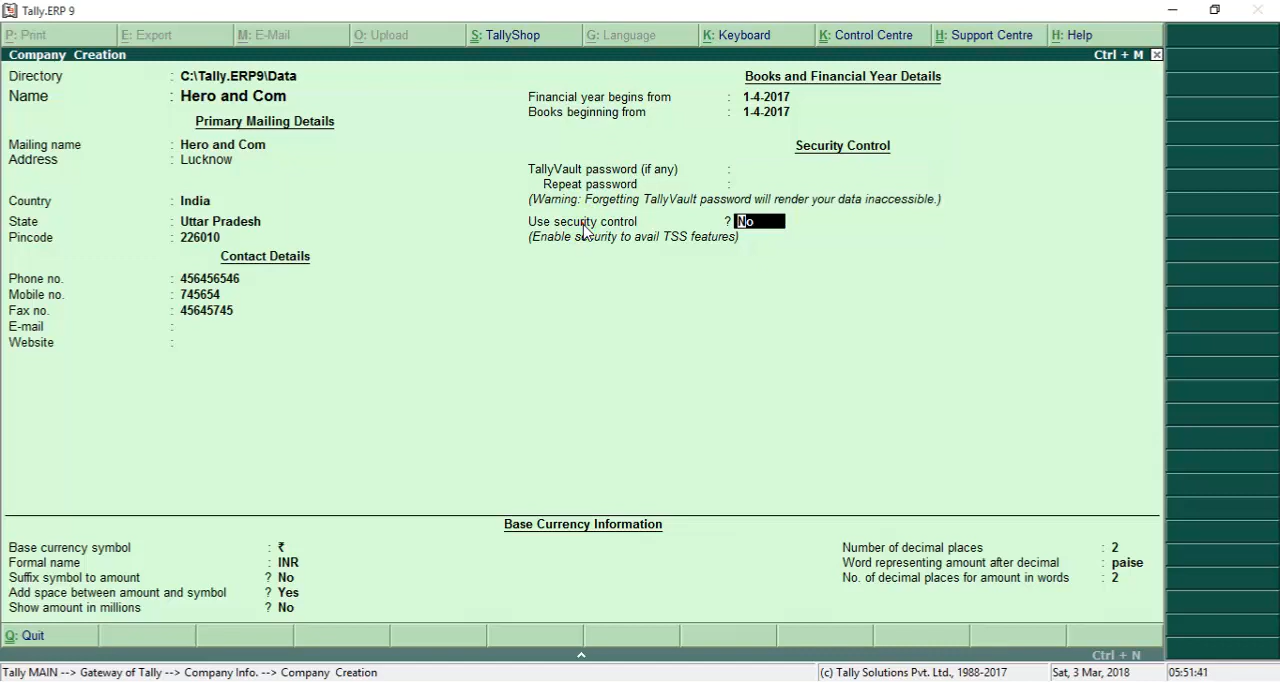 Tally.ERP 9
P: Print E: Export M: E-Mail O: Upload S: TallyShop G: Language K: Keyboard K: Control Centre H: Support Centre H: Help
Company Creation Ctrl + M
Directory : C:\Tally.ERP9\Data
Name : Hero and Com
Primary Mailing Details
Mailing name : Hero and Com
Address : Lucknow
Country : India
State : Uttar Pradesh
Pincode : 226010
Contact Details
Phone no. : 456456546
Mobile no. : 745654
Fax no. : 45645745
E-mail :
Website :
Books and Financial Year Details
Financial year begins from : 1-4-2017
Books beginning from : 1-4-2017
Security Control
TallyVault password (if any) :
Repeat password :
(Warning: Forgetting TallyVault password will render your data inaccessible.)
Use security control ? No
(Enable security to avail TSS features)
Base Currency Information
Base currency symbol : ₹
Formal name : INR
Suffix symbol to amount ? No
Add space between amount and symbol ? Yes
Show amount in millions ? No
Number of decimal places : 2
Word representing amount after decimal : paise
No. of decimal places for amount in words : 2
Q: Quit
Ctrl + N
Tally MAIN --> Gateway of Tally --> Company Info. --> Company Creation (c) Tally Solutions Pvt. Ltd., 1988-2017 Sat, 3 Mar, 2018 05:51:41